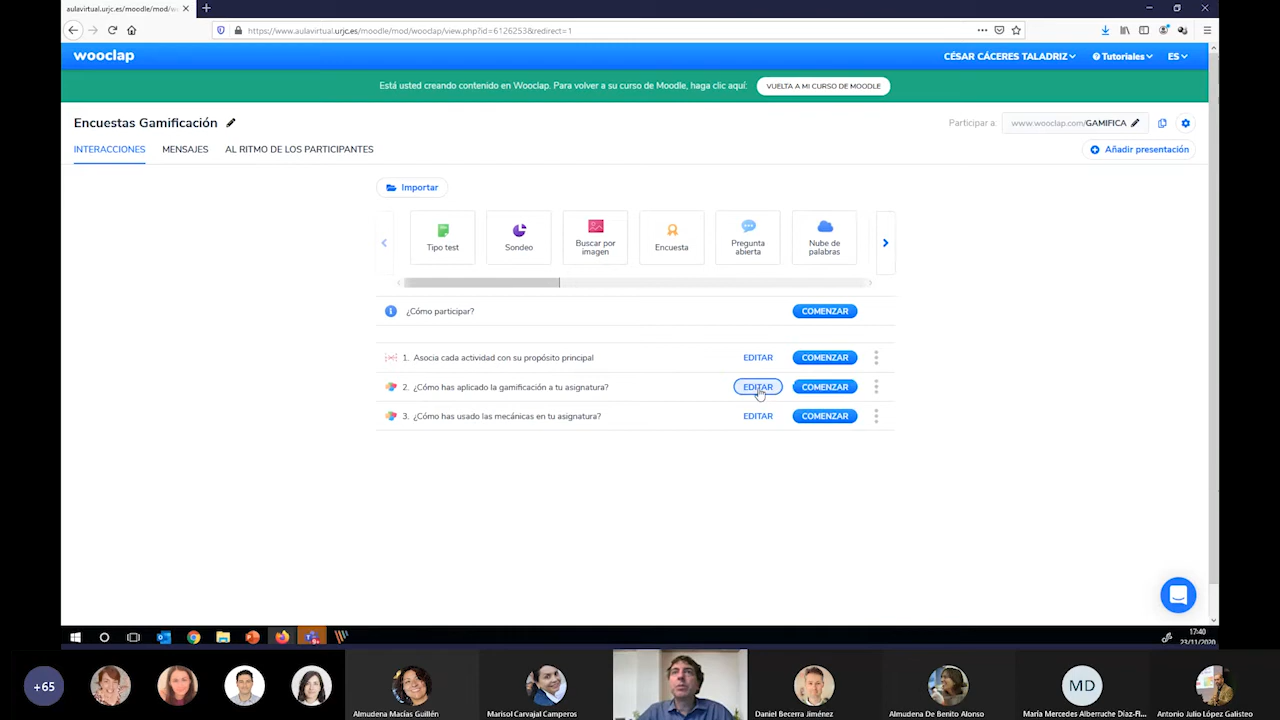 aulavirtual.urjc.es/moodle/mod/w
https://www.aulavirtual.urjc.es/moodle/mod/wooclap/view.php?id=6126253&redirect=1
wooclap
CÉSAR CÁCERES TALADRIZ
Tutoriales
ES
Está usted creando contenido en Wooclap. Para volver a su curso de Moodle, haga clic aquí:
VUELTA A MI CURSO DE MOODLE
Encuestas Gamificación
Participar a:
www.wooclap.com/GAMIFICA
INTERACCIONES
MENSAJES
AL RITMO DE LOS PARTICIPANTES
Añadir presentación
Importar
Tipo test
Sondeo
Buscar por
imagen
Encuesta
Pregunta
abierta
Nube de
palabras
¿Cómo participar?
COMENZAR
1. Asocia cada actividad con su propósito principal
EDITAR
COMENZAR
2. ¿Cómo has aplicado la gamificación a tu asignatura?
EDITAR
COMENZAR
3. ¿Cómo has usado las mecánicas en tu asignatura?
EDITAR
COMENZAR
17:40
23/11/2020
+65
Almudena Macías Guillén
Marisol Carvajal Camperos
Daniel Becerra Jiménez
Almudena De Benito Alonso
MD
María Mercedes Alberrache Díaz-Fl...
Antonio Julio López Galisteo